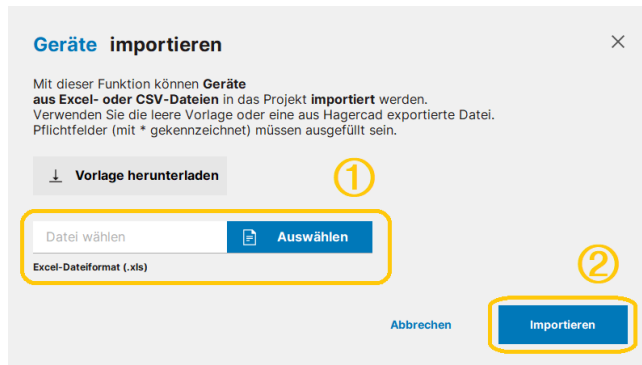 Geräte importieren
Mit dieser Funktion können Geräte
aus Excel- oder CSV-Dateien in das Projekt importiert werden.
Verwenden Sie die leere Vorlage oder eine aus Hagercad exportierte Datei.
Pflichtfelder (mit * gekennzeichnet) müssen ausgefüllt sein.
Vorlage herunterladen
1
Datei wählen
Auswählen
Excel-Dateiformat (.xls)
2
Abbrechen
Importieren